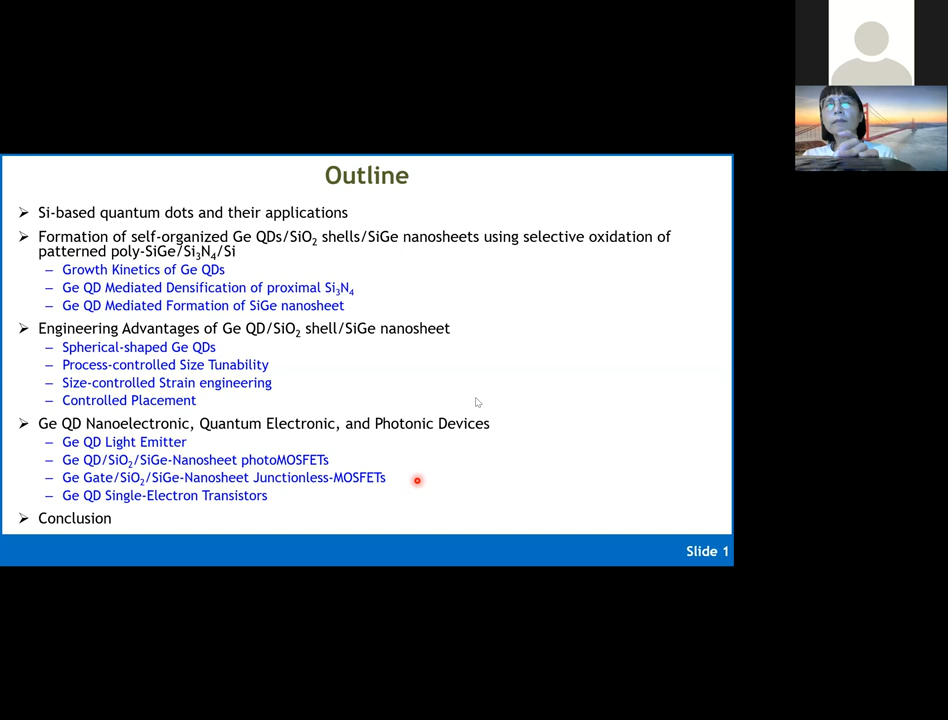 Outline
➢ Si-based quantum dots and their applications
➢ Formation of self-organized Ge QDs/SiO₂ shells/SiGe nanosheets using selective oxidation of
patterned poly-SiGe/Si₃N₄/Si
– Growth Kinetics of Ge QDs
– Ge QD Mediated Densification of proximal Si₃N₄
– Ge QD Mediated Formation of SiGe nanosheet
➢ Engineering Advantages of Ge QD/SiO₂ shell/SiGe nanosheet
– Spherical-shaped Ge QDs
– Process-controlled Size Tunability
– Size-controlled Strain engineering
– Controlled Placement
➢ Ge QD Nanoelectronic, Quantum Electronic, and Photonic Devices
– Ge QD Light Emitter
– Ge QD/SiO₂/SiGe-Nanosheet photoMOSFETs
– Ge Gate/SiO₂/SiGe-Nanosheet Junctionless-MOSFETs
– Ge QD Single-Electron Transistors
➢ Conclusion
Slide 1